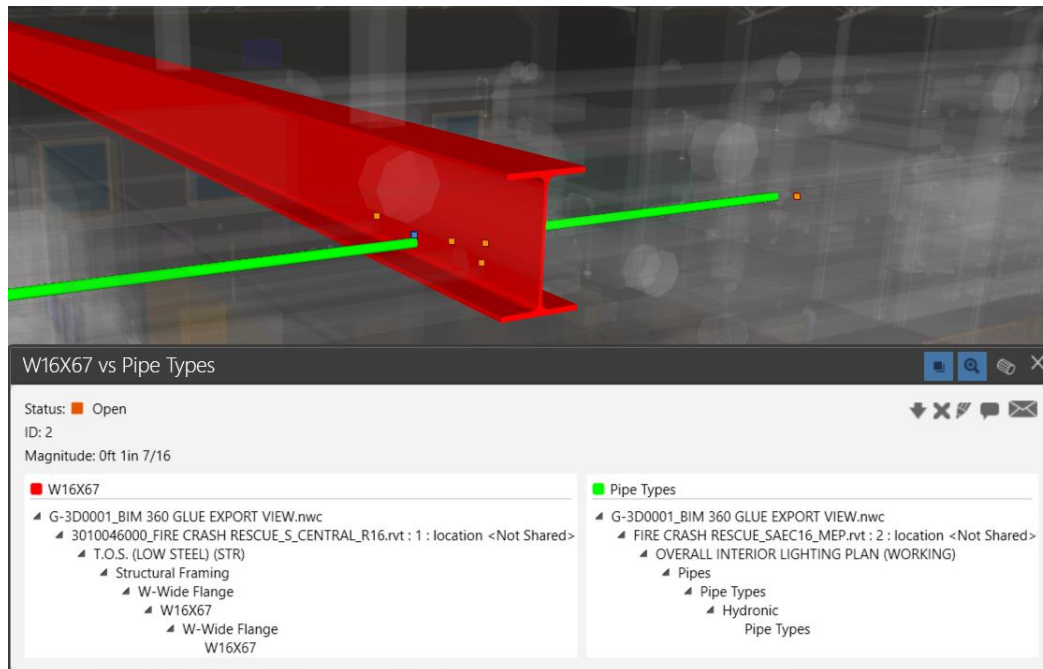 W16X67 vs Pipe Types
Status: Open
ID: 2
Magnitude: 0ft 1in 7/16
W16X67
G-3D0001_BIM 360 GLUE EXPORT VIEW.nwc
3010046000_FIRE CRASH RESCUE_S_CENTRAL_R16.rvt : 1 : location <Not Shared>
T.O.S. (LOW STEEL) (STR)
Structural Framing
W-Wide Flange
W16X67
W-Wide Flange
W16X67
Pipe Types
G-3D0001_BIM 360 GLUE EXPORT VIEW.nwc
FIRE CRASH RESCUE_SAEC16_MEP.rvt : 2 : location <Not Shared>
OVERALL INTERIOR LIGHTING PLAN (WORKING)
Pipes
Pipe Types
Hydronic
Pipe Types